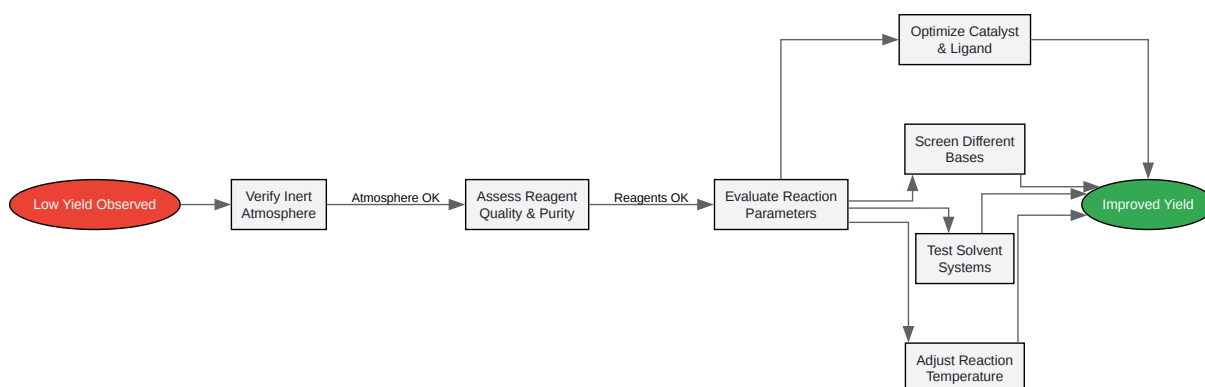 Low Yield Observed
Verify Inert
Atmosphere
Atmosphere OK
Assess Reagent
Quality & Purity
Reagents OK
Evaluate Reaction
Parameters
Optimize Catalyst
& Ligand
Screen Different
Bases
Test Solvent
Systems
Adjust Reaction
Temperature
Improved Yield